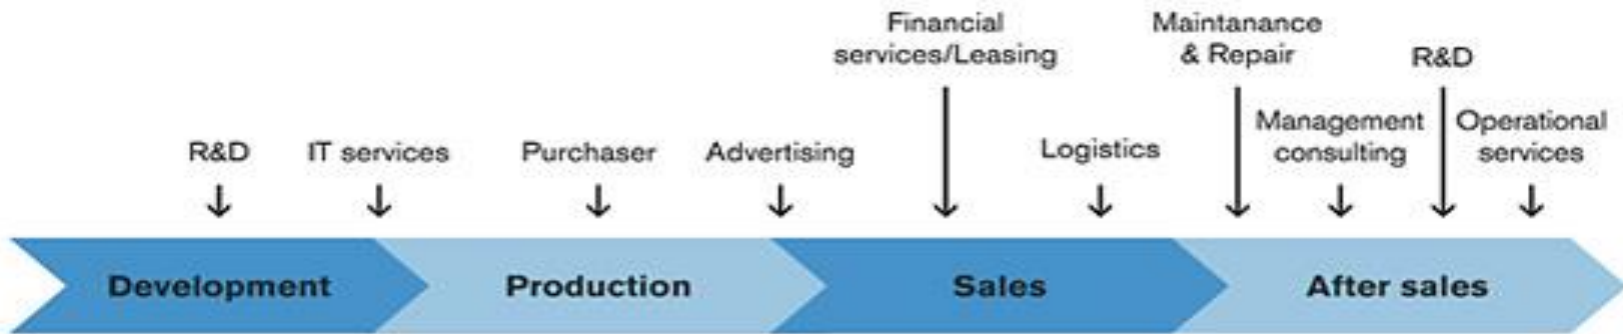 Financial
services/Leasing
Maintanance
& Repair
R&D
R&D
IT services
Purchaser
Advertising
Logistics
Management
consulting
Operational
services
Development
Production
Sales
After sales